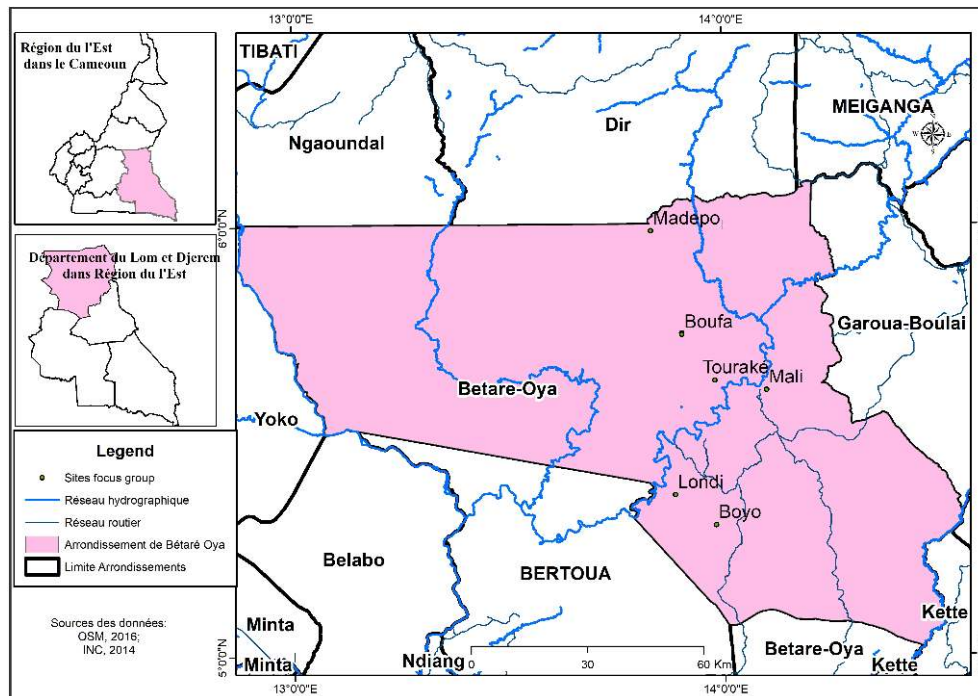 Région du l'Est
dans le Cameoun
Département du Lom et Djerem
dans Région du l'Est
Legend
Sites focus group
Réseau hydrographique
Réseau routier
Arrondissement de Bétaré Oya
Limite Arrondissements
Sources des données:
OSM, 2016;
INC, 2014
13°0'0"E
14°0'0"E
TIBATI
Ngaoundal
Dir
MEIGANGA
N
W
E
S
6°0'0"N
Madepo
Boufa
Garoua-Boulai
Touraké
Mali
Betare-Oya
Yoko
Londi
Boyo
Belabo
BERTOUA
Kette
Minta
Betare-Oya
Minta
Ndiang
Kette
0 30 60 Km
5°0'0"N
13°0'0"E
14°0'0"E